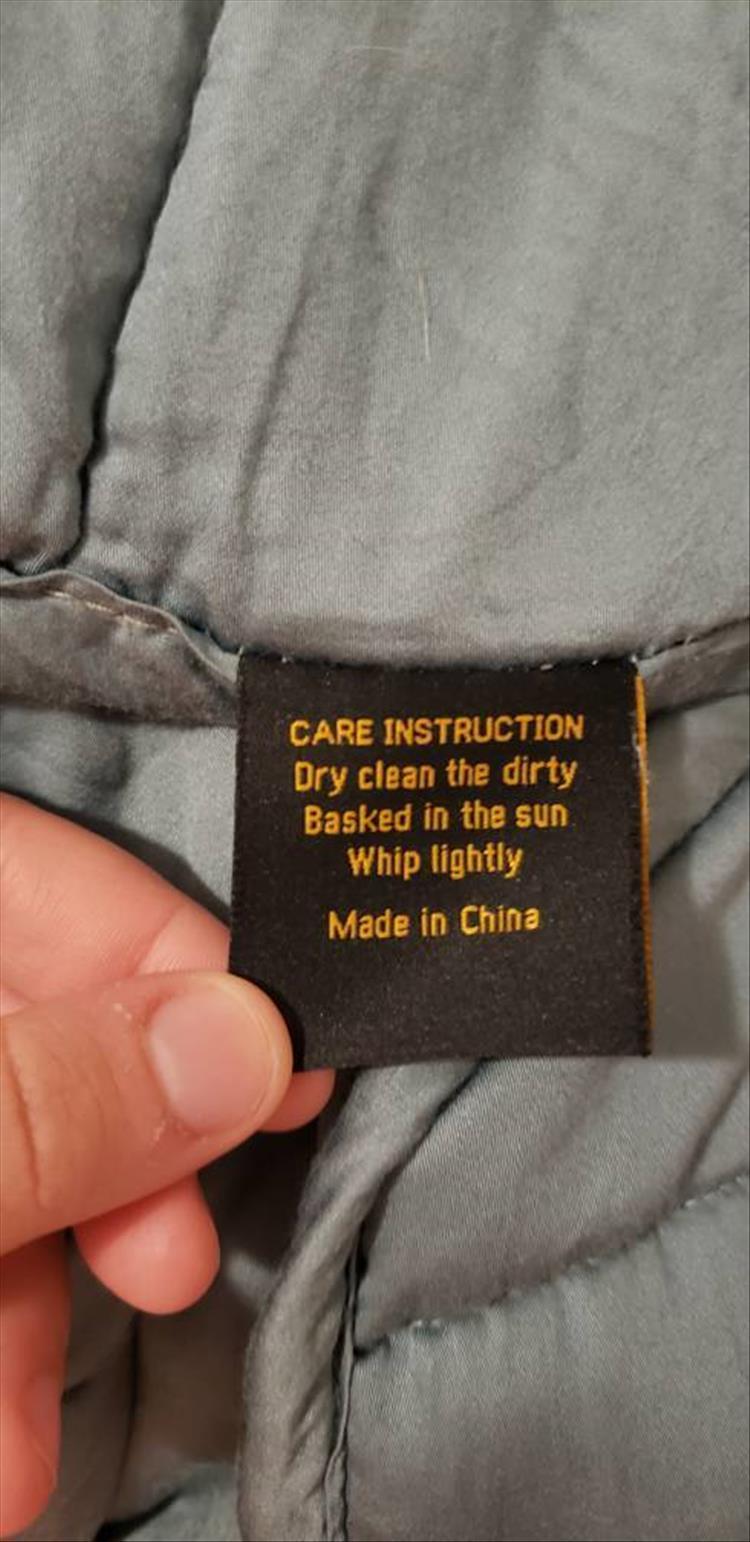 CARE INSTRUCTION
Dry clean the dirty
Basked in the sun
Whip lightly
Made in China